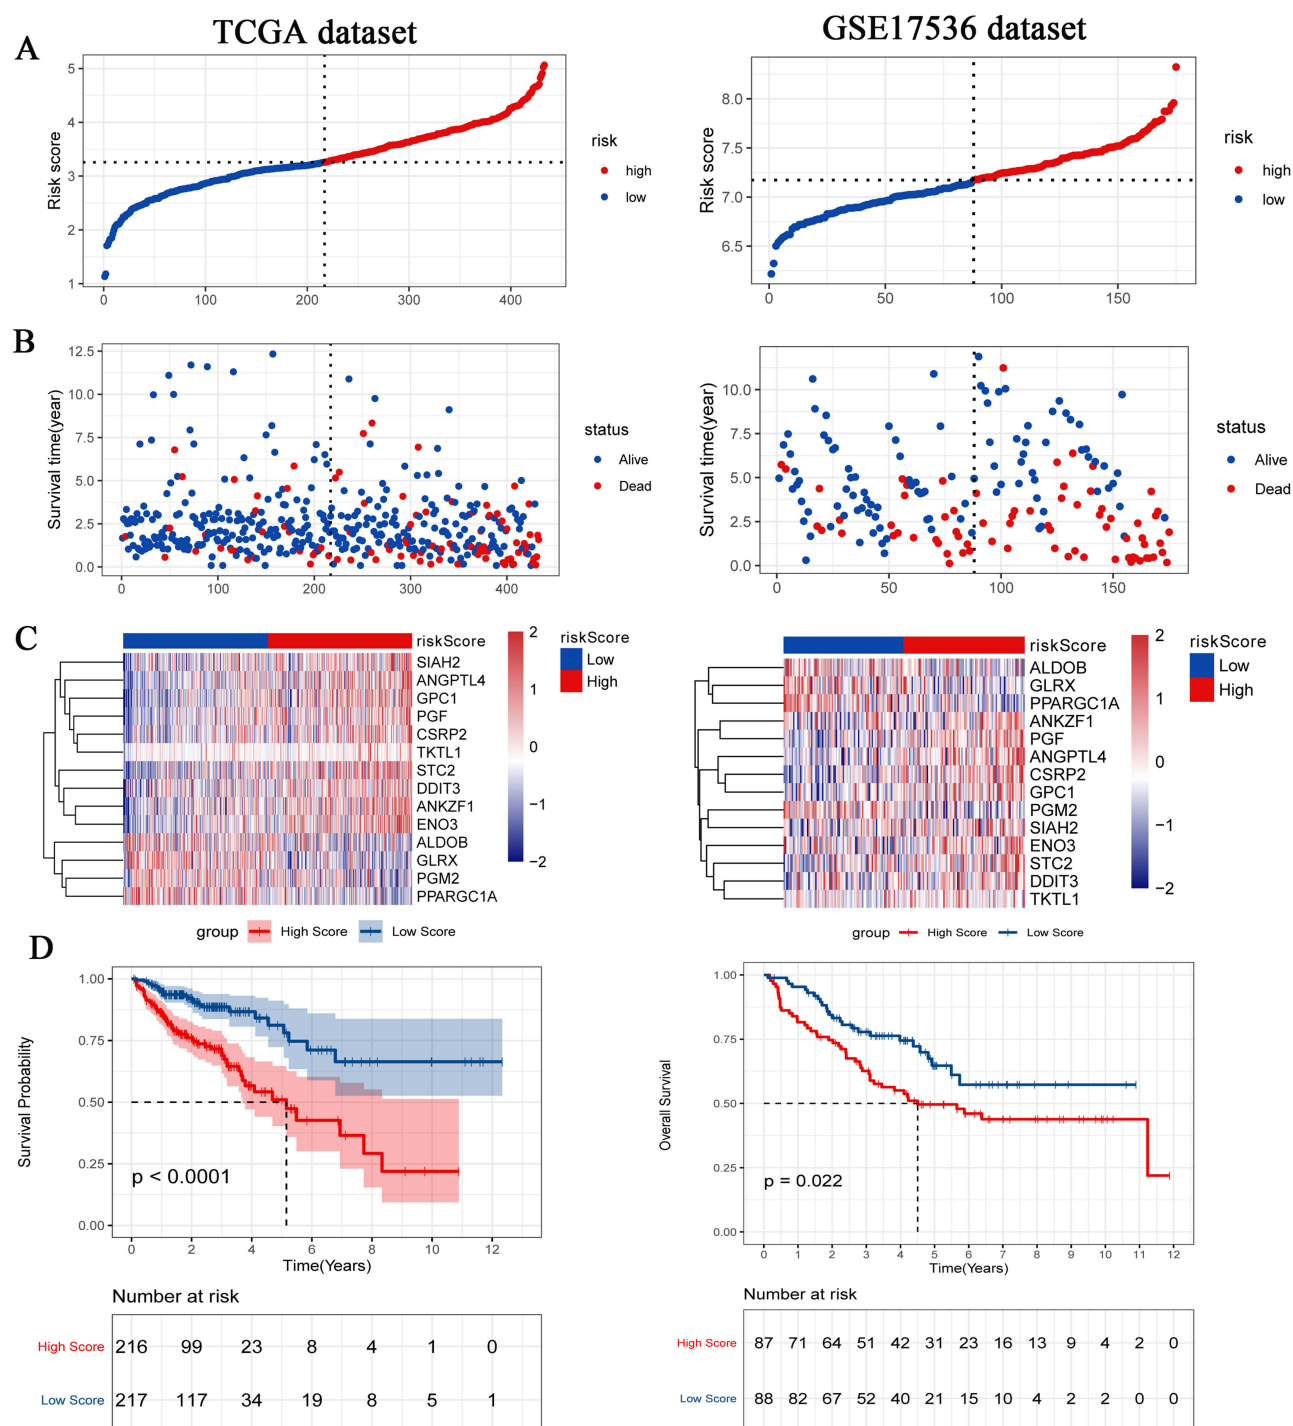 TCGA dataset
GSE17536 dataset
A
Risk score
5
4
3
2
1
0
100
200
300
400
risk
high
low
Risk score
8.0
7.5
7.0
6.5
0
50
100
150
risk
high
low
B
Survival time(year)
12.5
10.0
7.5
5.0
2.5
0.0
0
100
200
300
400
status
Alive
Dead
Survival time(year)
10.0
7.5
5.0
2.5
0.0
0
50
100
150
status
Alive
Dead
C
riskScore
SIAH2
ANGPTL4
GPC1
PGF
CSRP2
TKTL1
STC2
DDIT3
ANKZF1
ENO3
ALDOB
GLRX
PGM2
PPARGC1A
2
1
0
−1
−2
riskScore
Low
High
riskScore
ALDOB
GLRX
PPARGC1A
ANKZF1
PGF
ANGPTL4
CSRP2
GPC1
PGM2
SIAH2
ENO3
STC2
DDIT3
TKTL1
2
1
0
−1
−2
riskScore
Low
High
D
group High Score Low Score
Survival Probability
1.00
0.75
0.50
0.25
0.00
p < 0.0001
0 2 4 6 8 10 12
Time(Years)
Number at risk
High Score 216 99 23 8 4 1 0
Low Score 217 117 34 19 8 5 1
group High Score Low Score
Overall Survival
1.00
0.75
0.50
0.25
0.00
p = 0.022
0 1 2 3 4 5 6 7 8 9 10 11 12
Time(Years)
Number at risk
High Score 87 71 64 51 42 31 23 16 13 9 4 2 0
Low Score 88 82 67 52 40 21 15 10 4 2 2 0 0